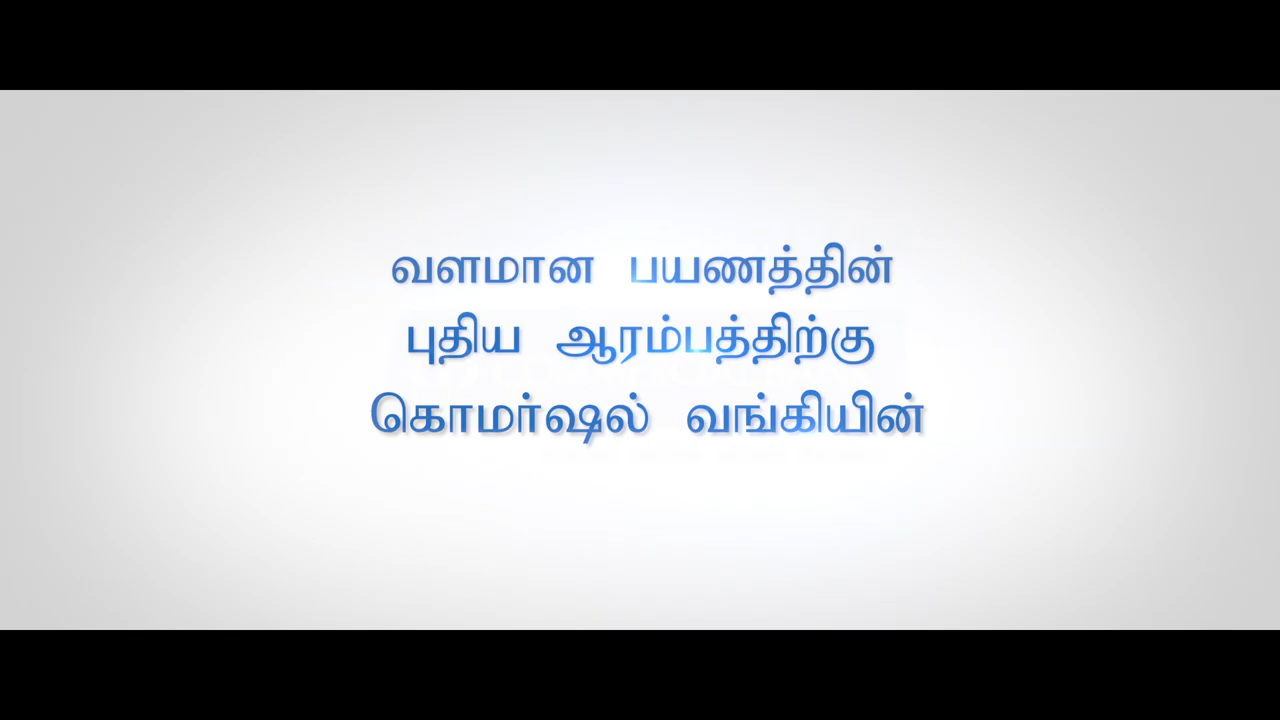 வளமான பயணத்தின்
புதிய ஆரம்பத்திற்கு
கொமர்ஷல் வங்கியின்